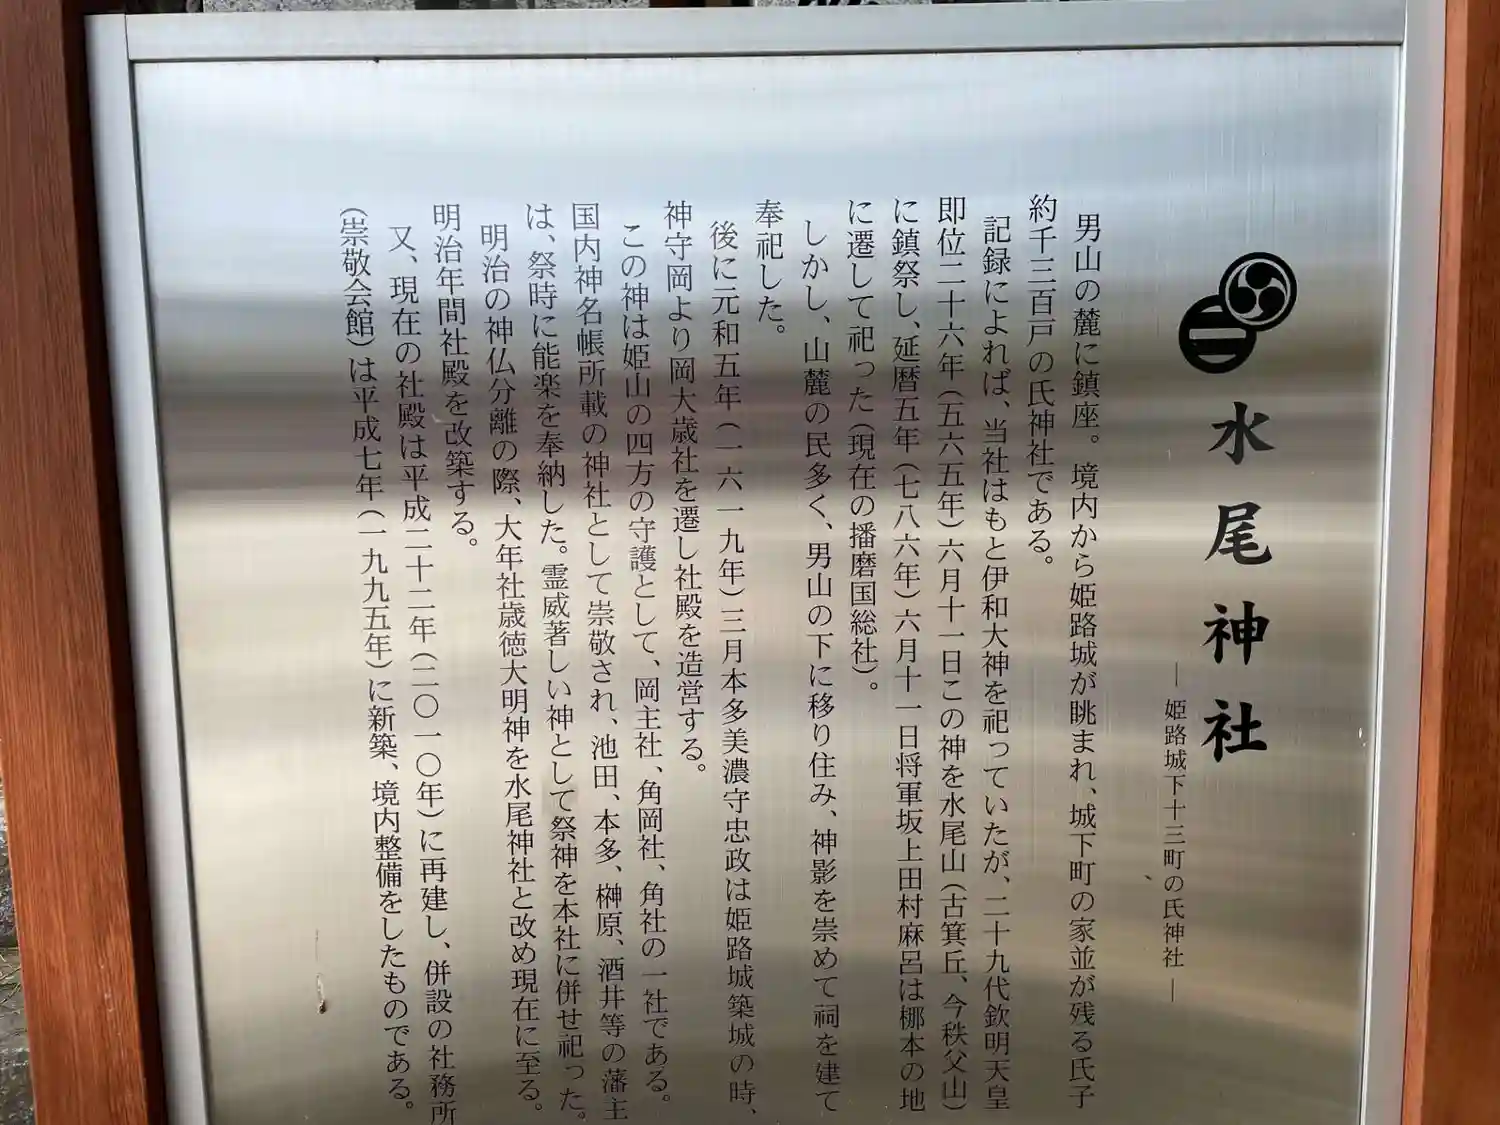 水尾神社
― 姫路城下十三町の氏神社 ―
男山の麓に鎮座。境内から姫路城が眺まれ、城下町の家並が残る氏子
約千三百戸の氏神社である。
記録によれば、当社はもと伊和大神を祀っていたが、二十九代欽明天皇
即位二十六年(五六五年)六月十一日この神を水尾山(古箕丘、今秩父山)
に鎮祭し、延暦五年(七八六年)六月十一日将軍坂上田村麻呂は梛本の地
に遷して祀った(現在の播磨国総社)。
しかし、山麓の民多く、男山の下に移り住み、神影を崇めて祠を建て
奉祀した。
後に元和五年(一六一九年)三月本多美濃守忠政は姫路城築城の時、
神守岡より岡大歳社を遷し社殿を造営する。
この神は姫山の四方の守護として、岡主社、角岡社、角社の一社である。
国内神名帳所載の神社として崇敬され、池田、本多、榊原、酒井等の藩主
は、祭時に能楽を奉納した。霊威著しい神として祭神を本社に併せ祀った。
明治の神仏分離の際、大年社歳徳大明神を水尾神社と改め現在に至る。
明治年間社殿を改築する。
又、現在の社殿は平成二十二年(二〇一〇年)に再建し、併設の社務所
(崇敬会館)は平成七年(一九九五年)に新築、境内整備をしたものである。